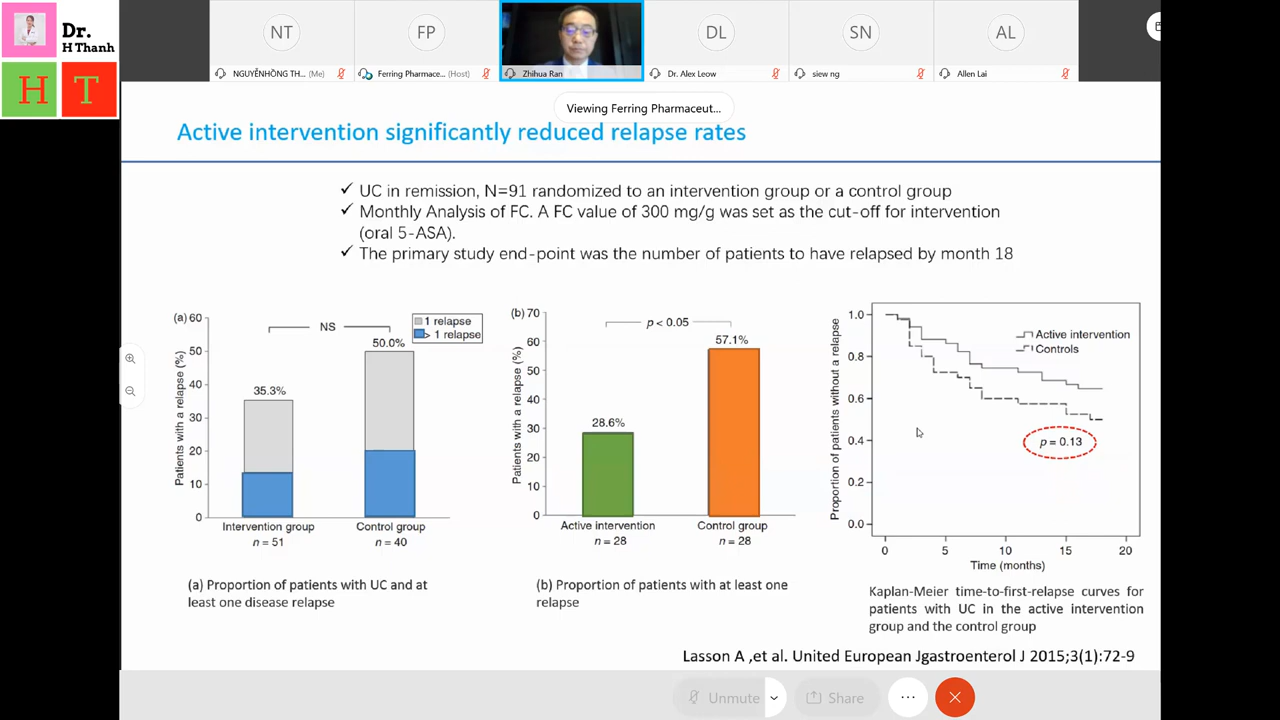 Dr.
H Thanh
H T
NT
FP
DL
SN
AL
NGUYỄNHỒNG TH... (Me)
Ferring Pharmace... (Host)
Zhihua Ran
Dr. Alex Leow
siew ng
Allen Lai
Viewing Ferring Pharmaceut...
Active intervention significantly reduced relapse rates
✓ UC in remission, N=91 randomized to an intervention group or a control group
✓ Monthly Analysis of FC. A FC value of 300 mg/g was set as the cut-off for intervention
(oral 5-ASA).
✓ The primary study end-point was the number of patients to have relapsed by month 18
(a)
Patients with a relapse (%)
60
50
40
30
20
10
0
NS
1 relapse
> 1 relapse
35.3%
50.0%
Intervention group
n = 51
Control group
n = 40
(a) Proportion of patients with UC and at
least one disease relapse
(b)
Patients with a relapse (%)
70
60
50
40
30
20
10
0
p < 0.05
28.6%
57.1%
Active intervention
n = 28
Control group
n = 28
(b) Proportion of patients with at least one
relapse
Proportion of patients without a relapse
1.0
0.8
0.6
0.4
0.2
0.0
Active intervention
Controls
p = 0.13
0 5 10 15 20
Time (months)
Kaplan-Meier time-to-first-relapse curves for
patients with UC in the active intervention
group and the control group
Lasson A ,et al. United European Jgastroenterol J 2015;3(1):72-9
Unmute
Share